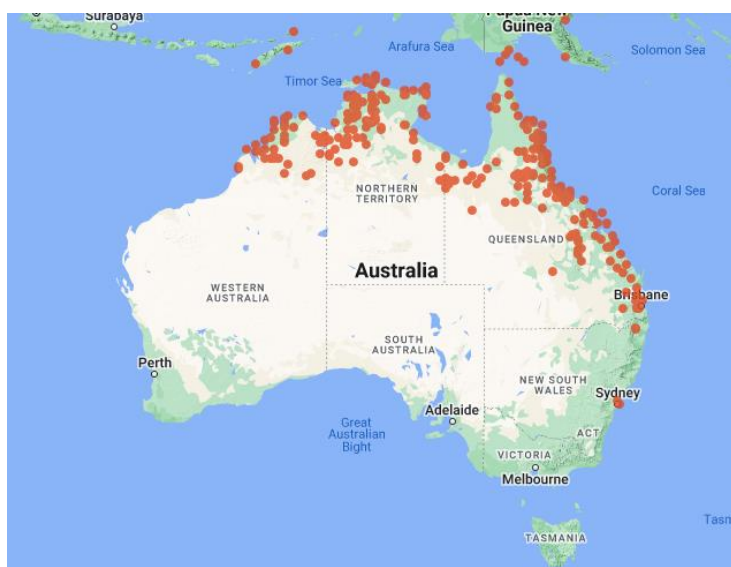 Surabaya
Guinea
Arafura Sea
Solomon Sea
Timor Sea
NORTHERN
TERRITORY
Coral Sea
QUEENSLAND
Australia
WESTERN
AUSTRALIA
Brisbane
SOUTH
AUSTRALIA
Perth
NEW SOUTH
WALES
Sydney
Adelaide
Great
Australian
Bight
ACT
VICTORIA
Melbourne
Tasm
TASMANIA